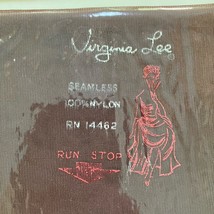 Virginia Lee
SEAMLESS
100% NYLON
RN 14462
RUN STOP